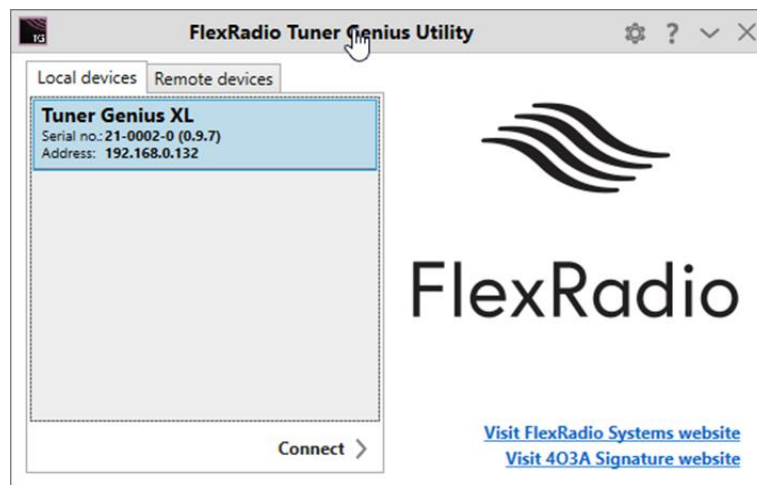 TG
FlexRadio Tuner Genius Utility
?
Local devices
Remote devices
Tuner Genius XL
Serial no.: 21-0002-0 (0.9.7)
Address: 192.168.0.132
FlexRadio
Connect
Visit FlexRadio Systems website
Visit 4O3A Signature website